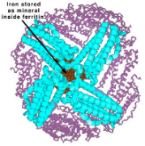 Iron stored
as mineral
inside ferritin